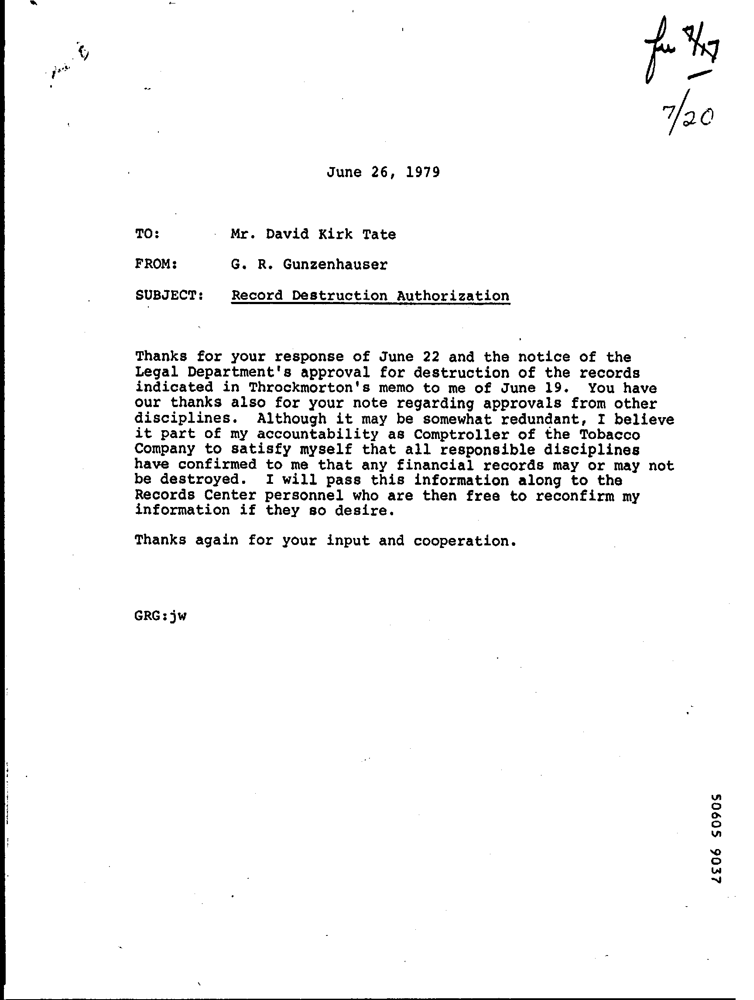 7/17
7/20
June 26, 1979
TO: Mr. David Kirk Tate
FROM: G. R. Gunzenhauser
SUBJECT: Record Destruction Authorization
Thanks for your response of June 22 and the notice of the
Legal Department's approval for destruction of the records
indicated in Throckmorton's memo to me of June 19. You have
our thanks also for your note regarding approvals from other
disciplines. Although it may be somewhat redundant, I believe
it part of my accountability as Comptroller of the Tobacco
Company to satisfy myself that all responsible disciplines
have confirmed to me that any financial records may or may not
be destroyed. I will pass this information along to the
Records Center personnel who are then free to reconfirm my
information if they so desire.
Thanks again for your input and cooperation.
GRG:jw
50605 9037